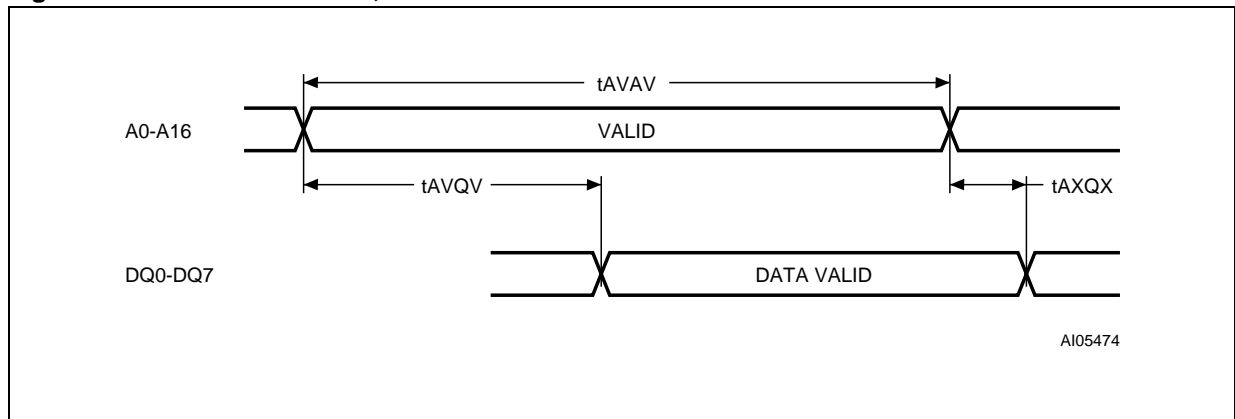 tAVAV
A0-A16
VALID
tAVQV
tAXQX
DQ0-DQ7
DATA VALID
AI05474